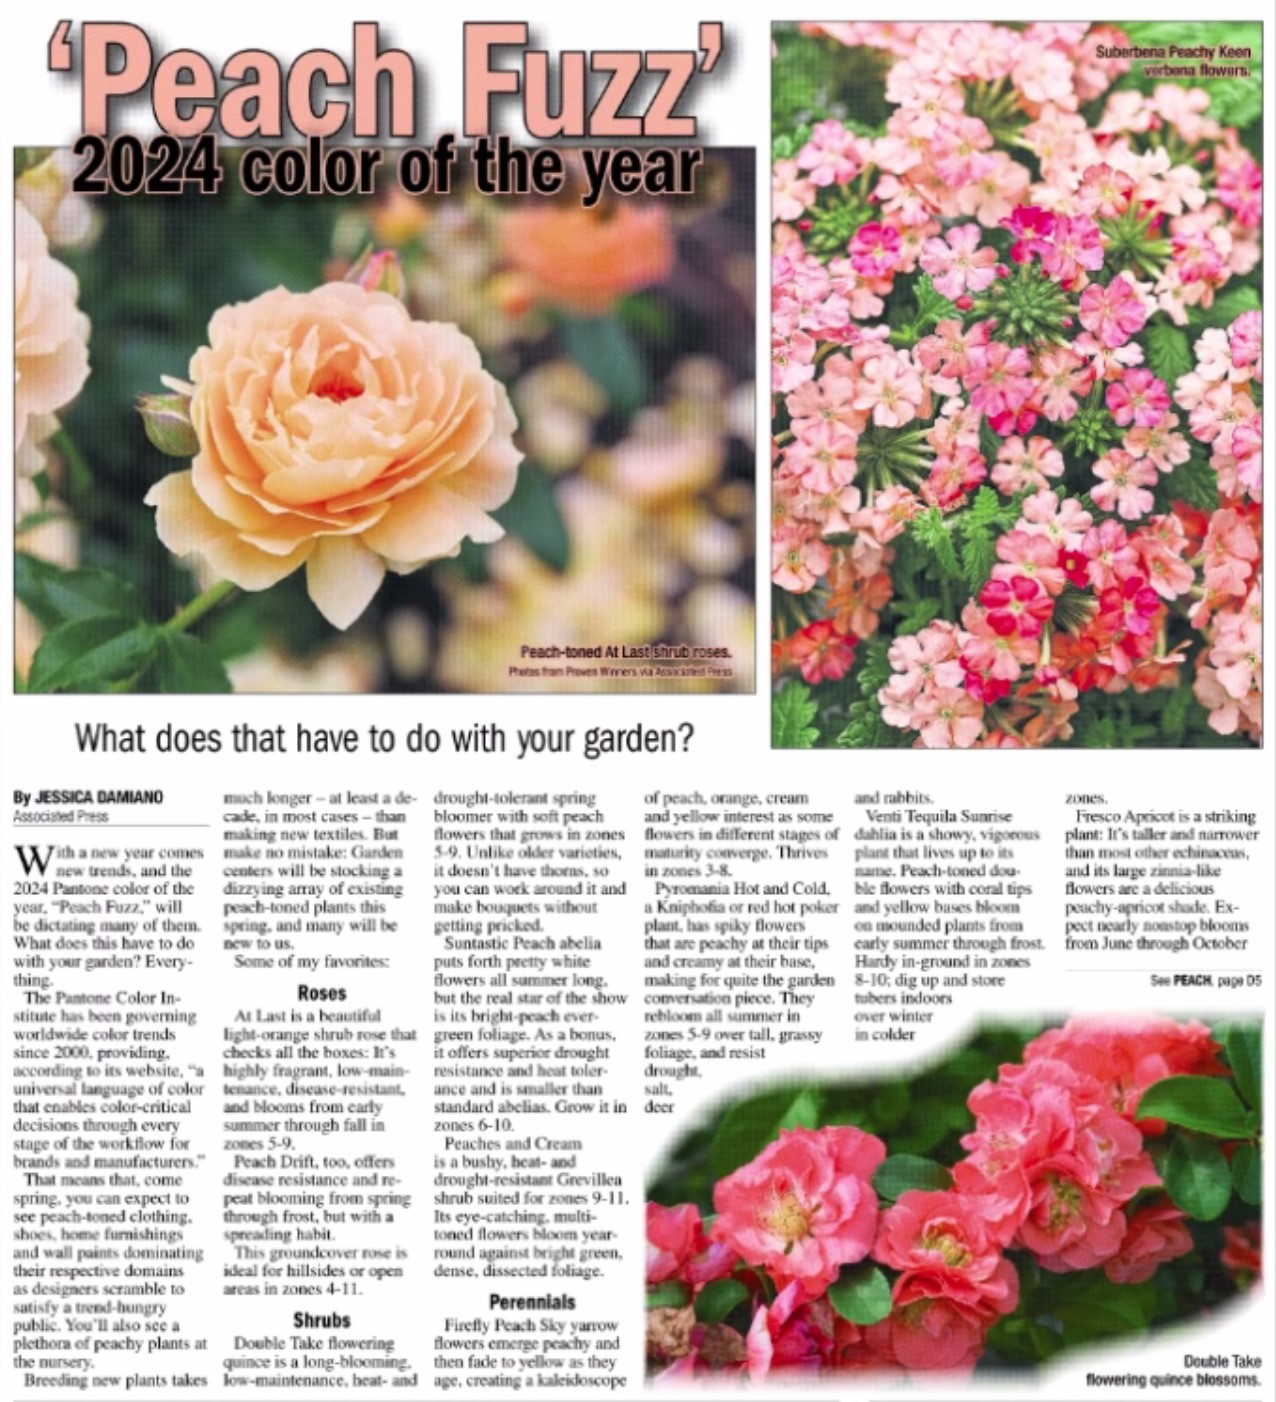 ‘Peach Fuzz’
2024 color of the year
Suberbena Peachy Keen
verbena flowers.
Peach-toned At Last shrub roses.
Photos from Proven Winners via Associated Press
What does that have to do with your garden?
By JESSICA DAMIANO
Associated Press
With a new year comes
new trends, and the
2024 Pantone color of the
year, “Peach Fuzz,” will
be dictating many of them.
What does this have to do
with your garden? Every-
thing.
The Pantone Color In-
stitute has been governing
worldwide color trends
since 2000, providing,
according to its website, “a
universal language of color
that enables color-critical
decisions through every
stage of the workflow for
brands and manufacturers.”
That means that, come
spring, you can expect to
see peach-toned clothing,
shoes, home furnishings
and wall paints dominating
their respective domains
as designers scramble to
satisfy a trend-hungry
public. You’ll also see a
plethora of peachy plants at
the nursery.
Breeding new plants takes
much longer – at least a de-
cade, in most cases – than
making new textiles. But
make no mistake: Garden
centers will be stocking a
dizzying array of existing
peach-toned plants this
spring, and many will be
new to us.
Some of my favorites:
Roses
At Last is a beautiful
light-orange shrub rose that
checks all the boxes: It’s
highly fragrant, low-main-
tenance, disease-resistant,
and blooms from early
summer through fall in
zones 5-9.
Peach Drift, too, offers
disease resistance and re-
peat blooming from spring
through frost, but with a
spreading habit.
This groundcover rose is
ideal for hillsides or open
areas in zones 4-11.
Shrubs
Double Take flowering
quince is a long-blooming,
low-maintenance, heat- and
drought-tolerant spring
bloomer with soft peach
flowers that grows in zones
5-9. Unlike older varieties,
it doesn’t have thorns, so
you can work around it and
make bouquets without
getting pricked.
Suntastic Peach abelia
puts forth pretty white
flowers all summer long,
but the real star of the show
is its bright-peach ever-
green foliage. As a bonus,
it offers superior drought
resistance and heat toler-
ance and is smaller than
standard abelias. Grow it in
zones 6-10.
Peaches and Cream
is a bushy, heat- and
drought-resistant Grevillea
shrub suited for zones 9-11.
Its eye-catching, multi-
toned flowers bloom year-
round against bright green,
dense, dissected foliage.
Perennials
Firefly Peach Sky yarrow
flowers emerge peachy and
then fade to yellow as they
age, creating a kaleidoscope
of peach, orange, cream
and yellow interest as some
flowers in different stages of
maturity converge. Thrives
in zones 3-8.
Pyromania Hot and Cold,
a Kniphofia or red hot poker
plant, has spiky flowers
that are peachy at their tips
and creamy at their base,
making for quite the garden
conversation piece. They
rebloom all summer in
zones 5-9 over tall, grassy
foliage, and resist
drought,
salt,
deer
and rabbits.
Venti Tequila Sunrise
dahlia is a showy, vigorous
plant that lives up to its
name. Peach-toned dou-
ble flowers with coral tips
and yellow bases bloom
on mounded plants from
early summer through frost.
Hardy in-ground in zones
8-10; dig up and store
tubers indoors
over winter
in colder
zones.
Fresco Apricot is a striking
plant: It’s taller and narrower
than most other echinaceas,
and its large zinnia-like
flowers are a delicious
peachy-apricot shade. Ex-
pect nearly nonstop blooms
from June through October
See PEACH, page D5
Double Take
flowering quince blossoms.